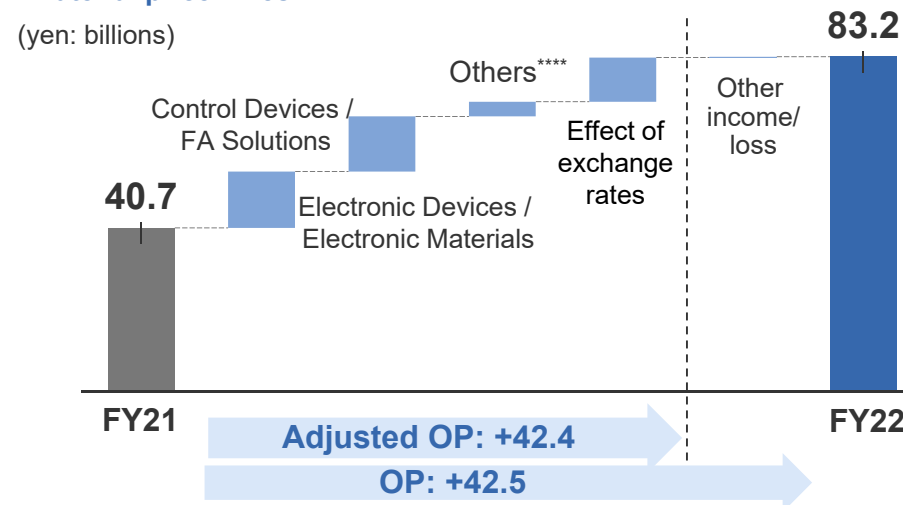 (yen: billions)
83.2
Others****
Control Devices /
FA Solutions
Other
income/
loss
Effect of
exchange
rates
40.7
Electronic Devices /
Electronic Materials
FY21
FY22
Adjusted OP: +42.4
OP: +42.5